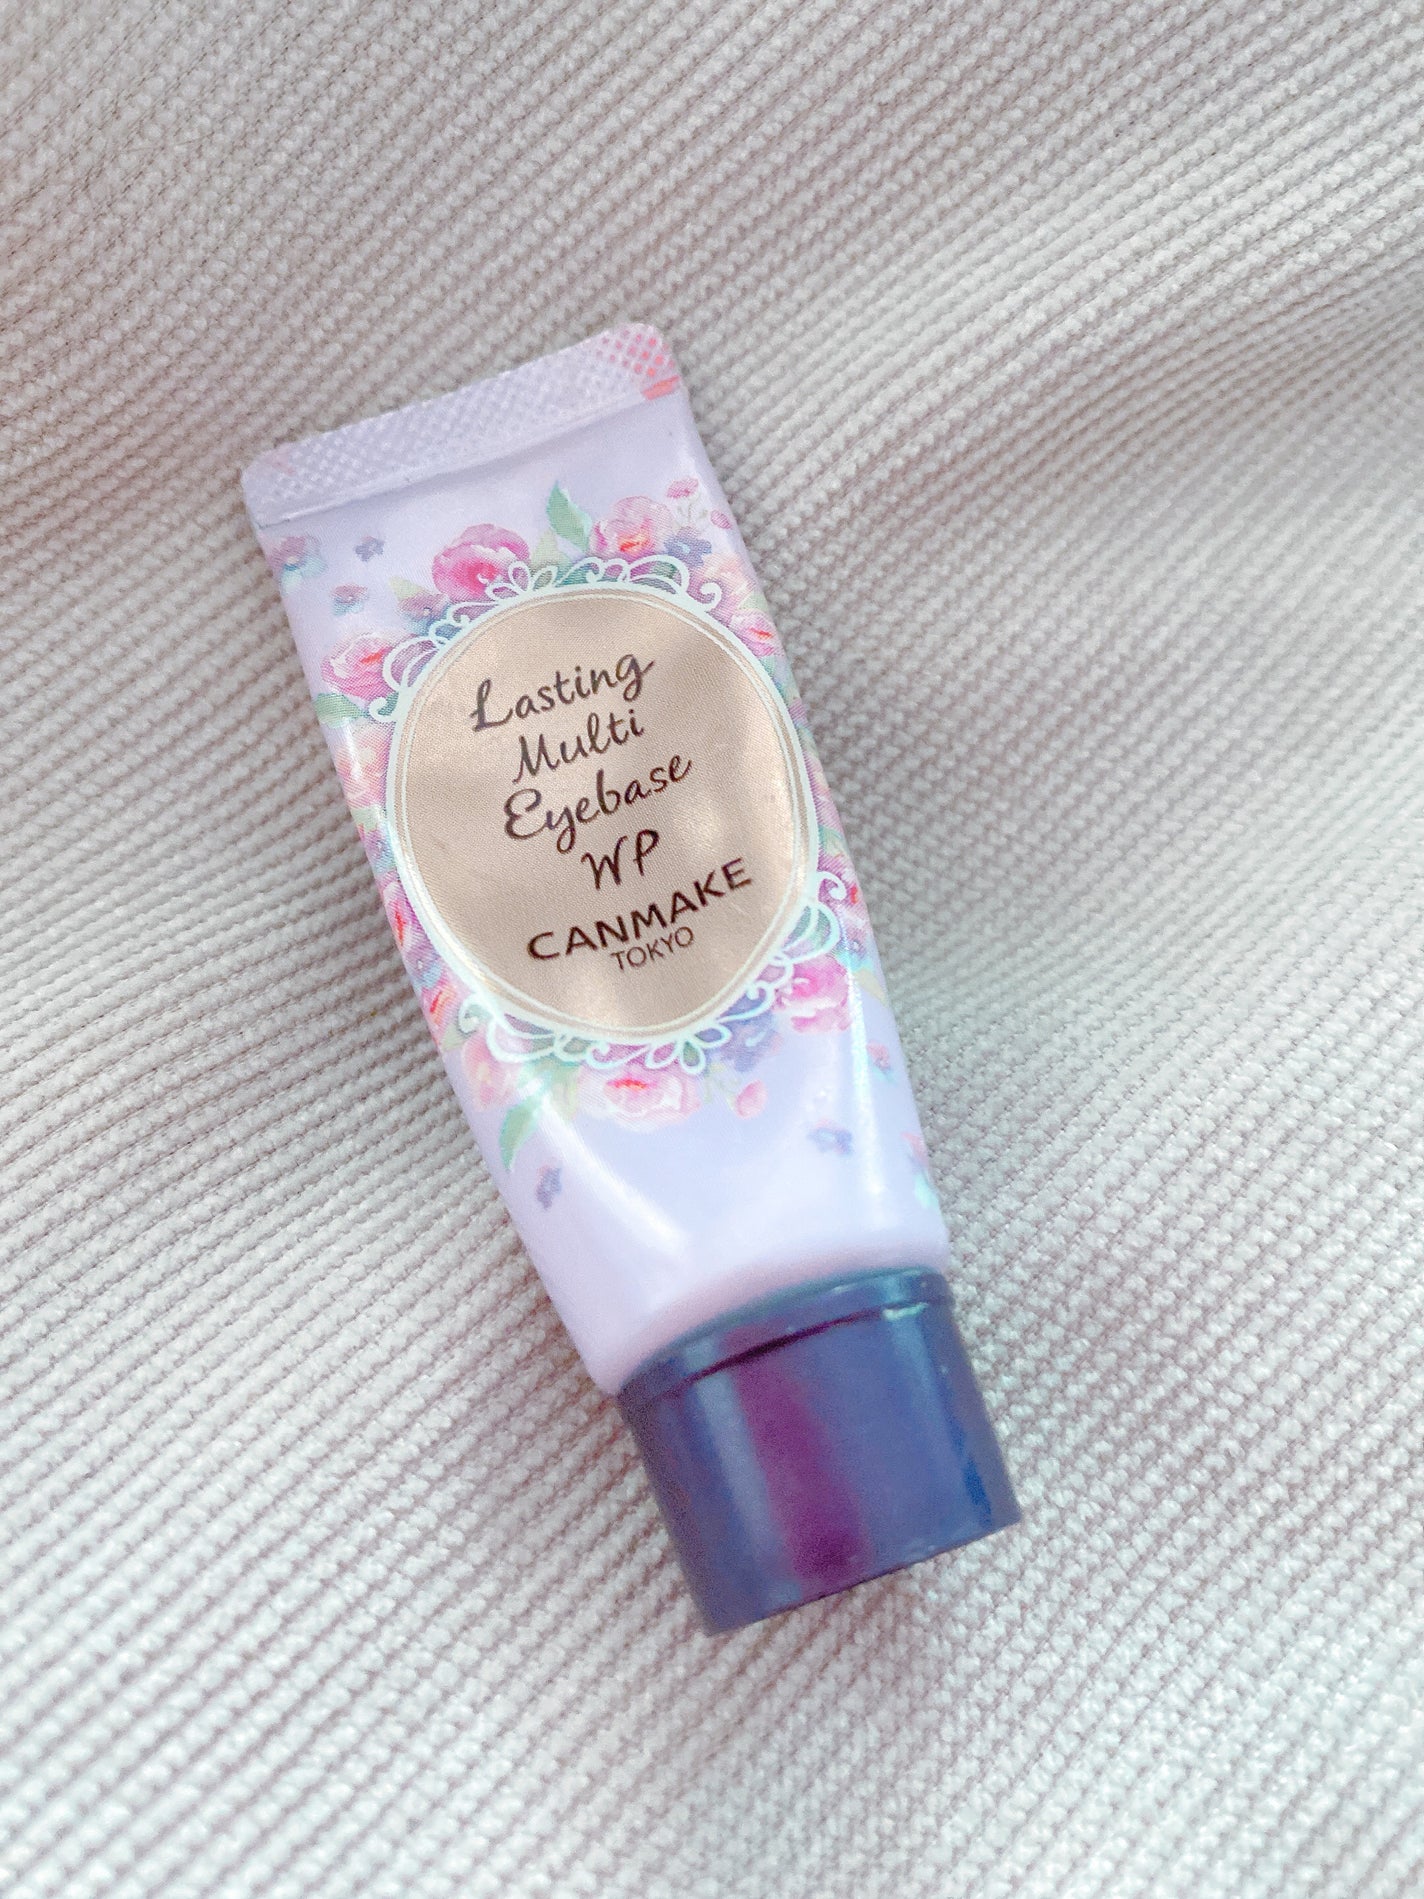 Lasting
Multi
Eyebase
WP
CANMAKE
TOKYO